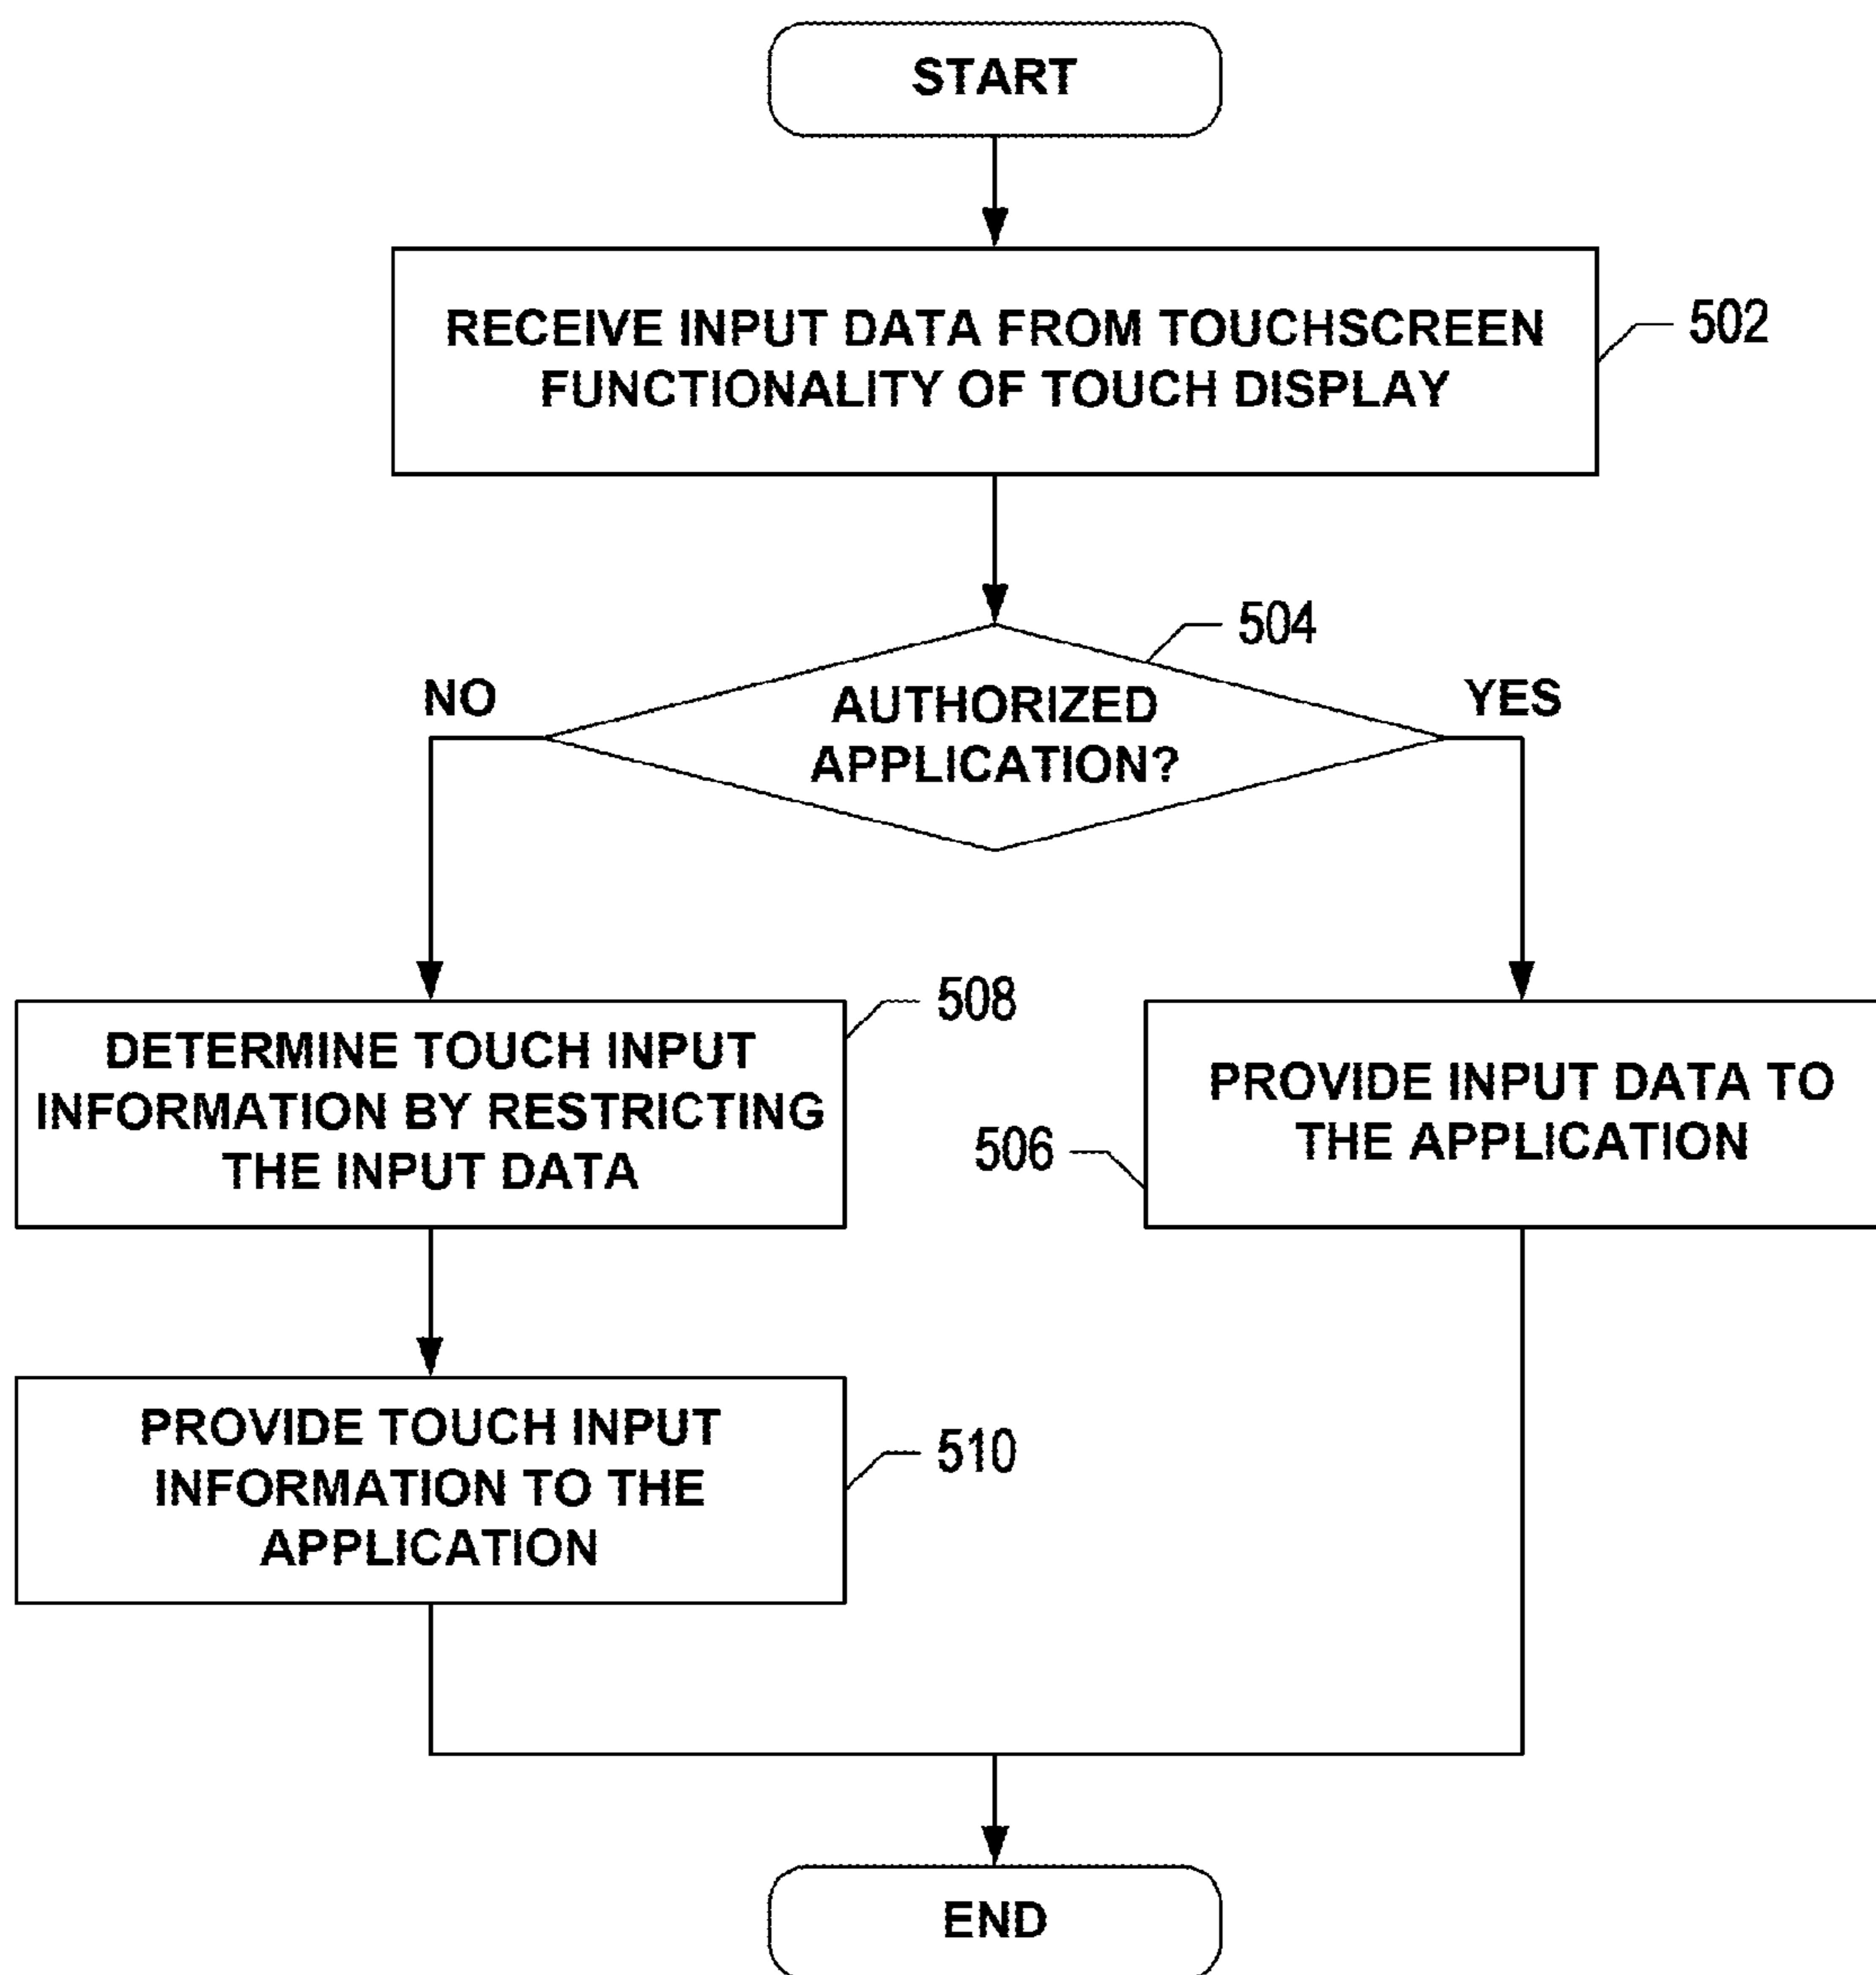 START
RECEIVE INPUT DATA FROM TOUCHSCREEN
FUNCTIONALITY OF TOUCH DISPLAY
502
504
AUTHORIZED
APPLICATION?
NO
YES
508
DETERMINE TOUCH INPUT
INFORMATION BY RESTRICTING
THE INPUT DATA
PROVIDE INPUT DATA TO
THE APPLICATION
506
PROVIDE TOUCH INPUT
INFORMATION TO THE
APPLICATION
510
END